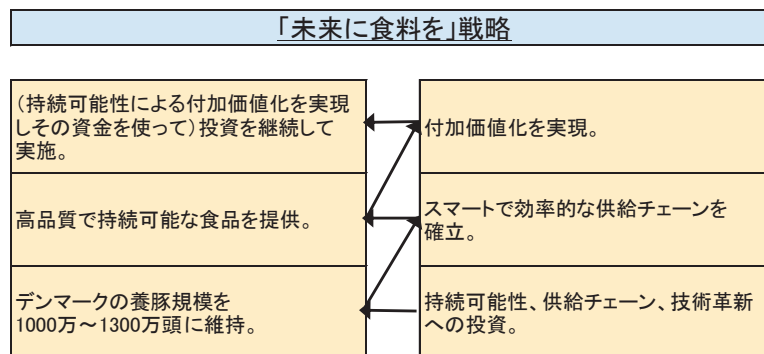 「未来に食料を」戦略
(持続可能性による付加価値化を実現
しその資金を使って)投資を継続して
実施。
付加価値化を実現。
高品質で持続可能な食品を提供。
スマートで効率的な供給チェーンを
確立。
デンマークの養豚規模を
1000万~1300万頭に維持。
持続可能性、供給チェーン、技術革新
への投資。